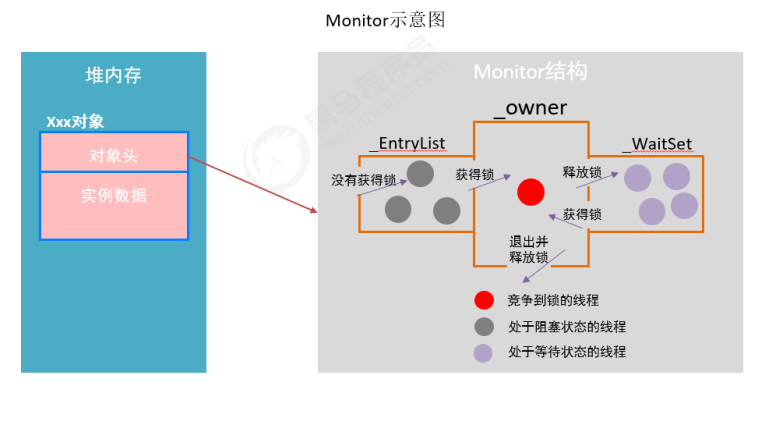 Monitor示意图
堆内存
Xxx对象
对象头
实例数据
Monitor结构
_owner
_EntryList
_WaitSet
没有获得锁
获得锁
释放锁
获得锁
退出并
释放锁
竞争到锁的线程
处于阻塞状态的线程
处于等待状态的线程
黑马程序员
www.itheima.com